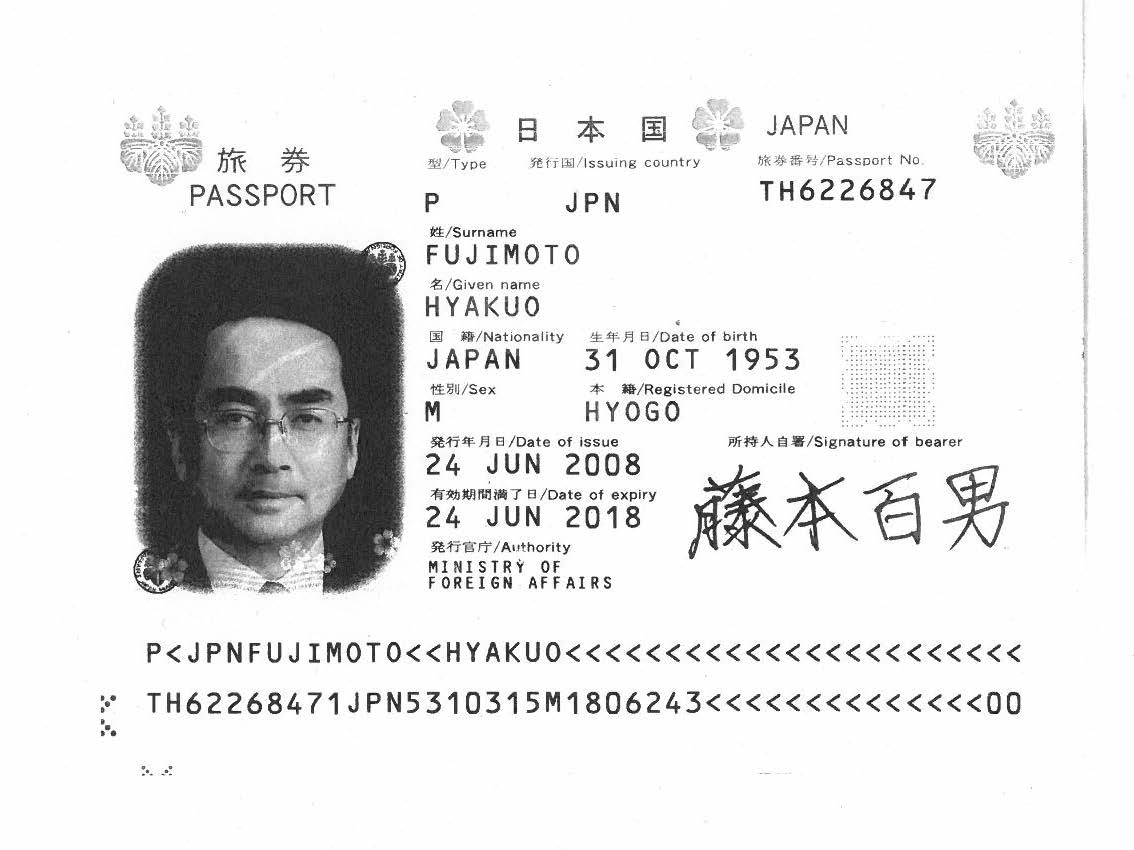 旅券
PASSPORT
日本国 JAPAN
型/Type 発行国/Issuing country 旅券番号/Passport No.
P JPN TH6226847
姓/Surname
FUJIMOTO
名/Given name
HYAKUO
国籍/Nationality 生年月日/Date of birth
JAPAN 31 OCT 1953
性別/Sex 本籍/Registered Domicile
M HYOGO
発行年月日/Date of issue 所持人自署/Signature of bearer
24 JUN 2008
藤本百男
有効期間満了日/Date of expiry
24 JUN 2018
発行官庁/Authority
MINISTRY OF
FOREIGN AFFAIRS
P<JPNFUJIMOTO<<HYAKUO<<<<<<<<<<<<<<<<<<<<<<<
TH62268471JPN5310315M1806243<<<<<<<<<<<<<<00